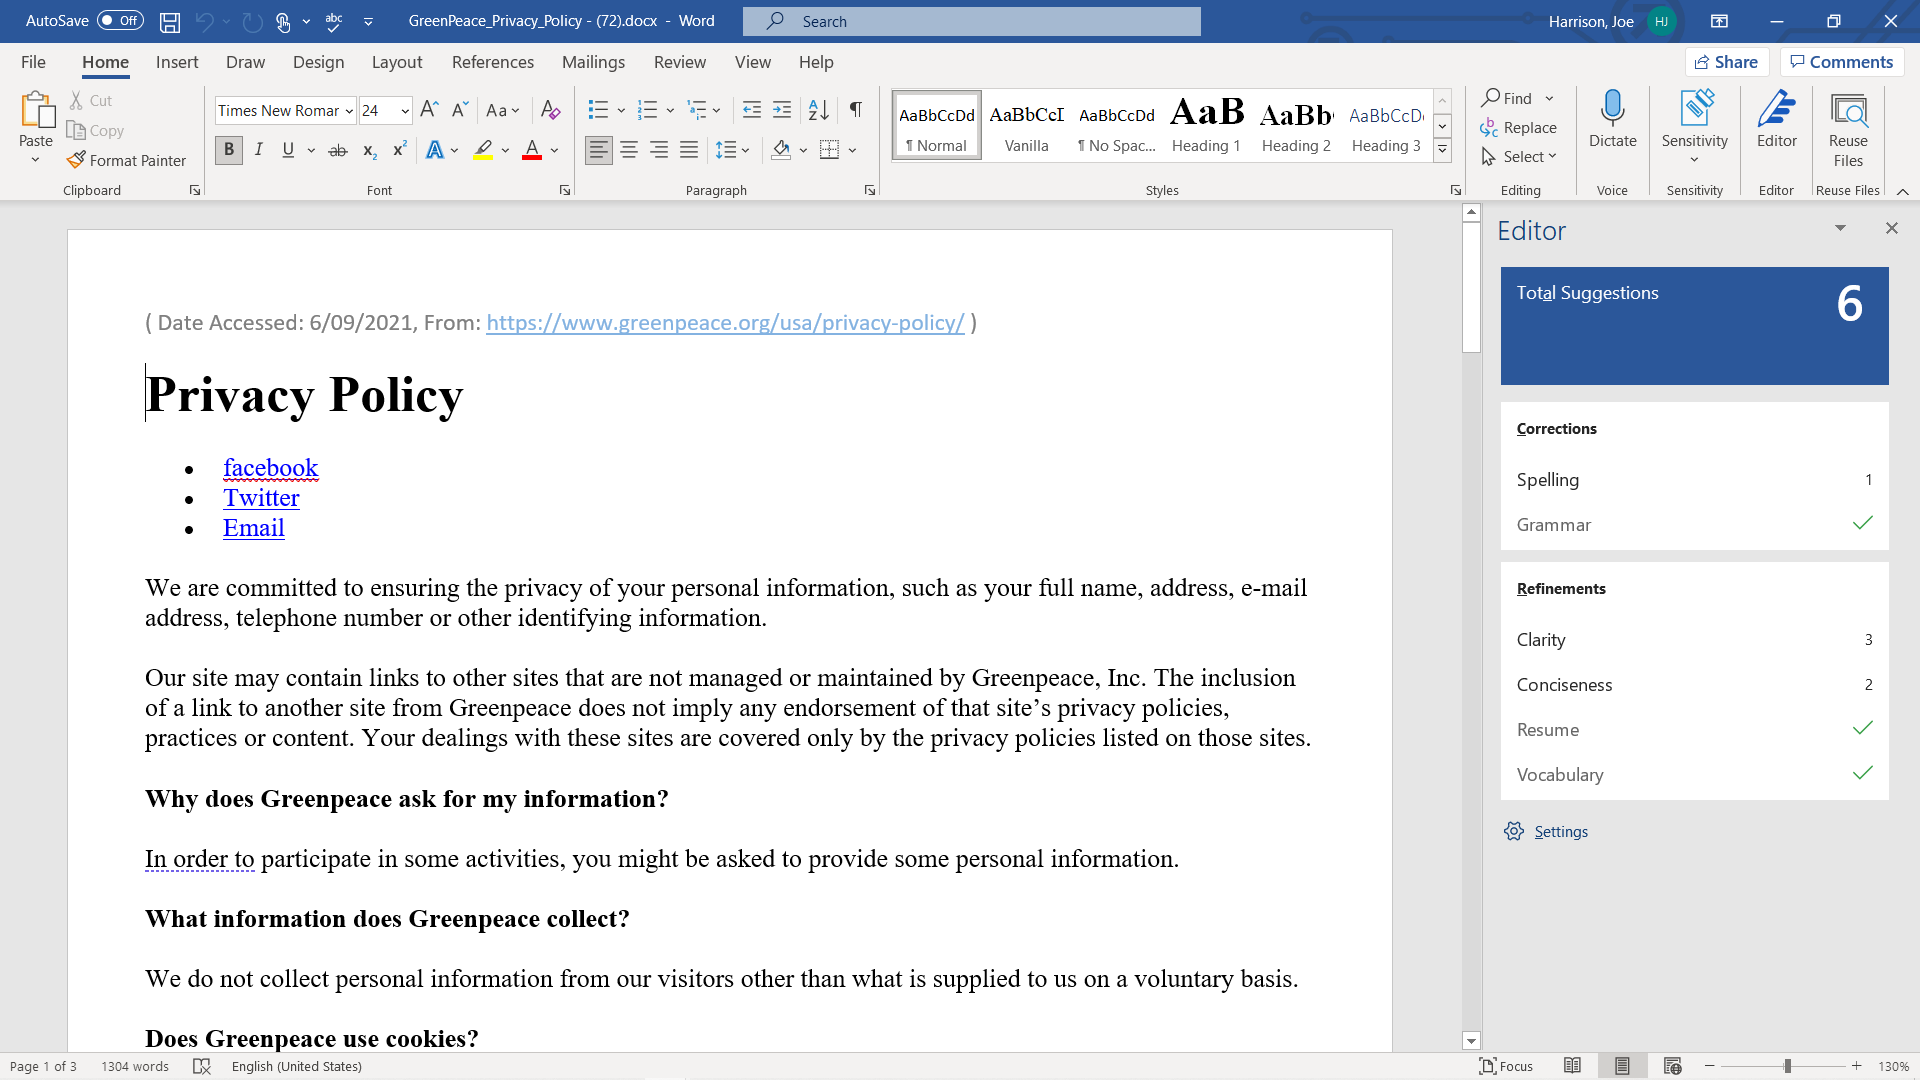 AutoSave Off abc GreenPeace_Privacy_Policy - (72).docx - Word Search Harrison, Joe HJ
File Home Insert Draw Design Layout References Mailings Review View Help Share Comments
Paste Cut Copy Format Painter
Clipboard
Times New Romar 24 Aa
B I U ab x₂ x² A A
Font
Paragraph
AaBbCcDd ¶ Normal
AaBbCcI Vanilla
AaBbCcDd ¶ No Spac...
AaB Heading 1
AaBb Heading 2
AaBbCcD Heading 3
Styles
Find
Replace
Select
Editing
Dictate
Voice
Sensitivity
Sensitivity
Editor
Editor
Reuse Files
Reuse Files
( Date Accessed: 6/09/2021, From: https://www.greenpeace.org/usa/privacy-policy/ )
Privacy Policy
• facebook
• Twitter
• Email
We are committed to ensuring the privacy of your personal information, such as your full name, address, e-mail
address, telephone number or other identifying information.
Our site may contain links to other sites that are not managed or maintained by Greenpeace, Inc. The inclusion
of a link to another site from Greenpeace does not imply any endorsement of that site’s privacy policies,
practices or content. Your dealings with these sites are covered only by the privacy policies listed on those sites.
Why does Greenpeace ask for my information?
In order to participate in some activities, you might be asked to provide some personal information.
What information does Greenpeace collect?
We do not collect personal information from our visitors other than what is supplied to us on a voluntary basis.
Does Greenpeace use cookies?
Editor
Total Suggestions 6
Corrections
Spelling 1
Grammar
Refinements
Clarity 3
Conciseness 2
Resume
Vocabulary
Settings
Page 1 of 3 1304 words English (United States) Focus 130%